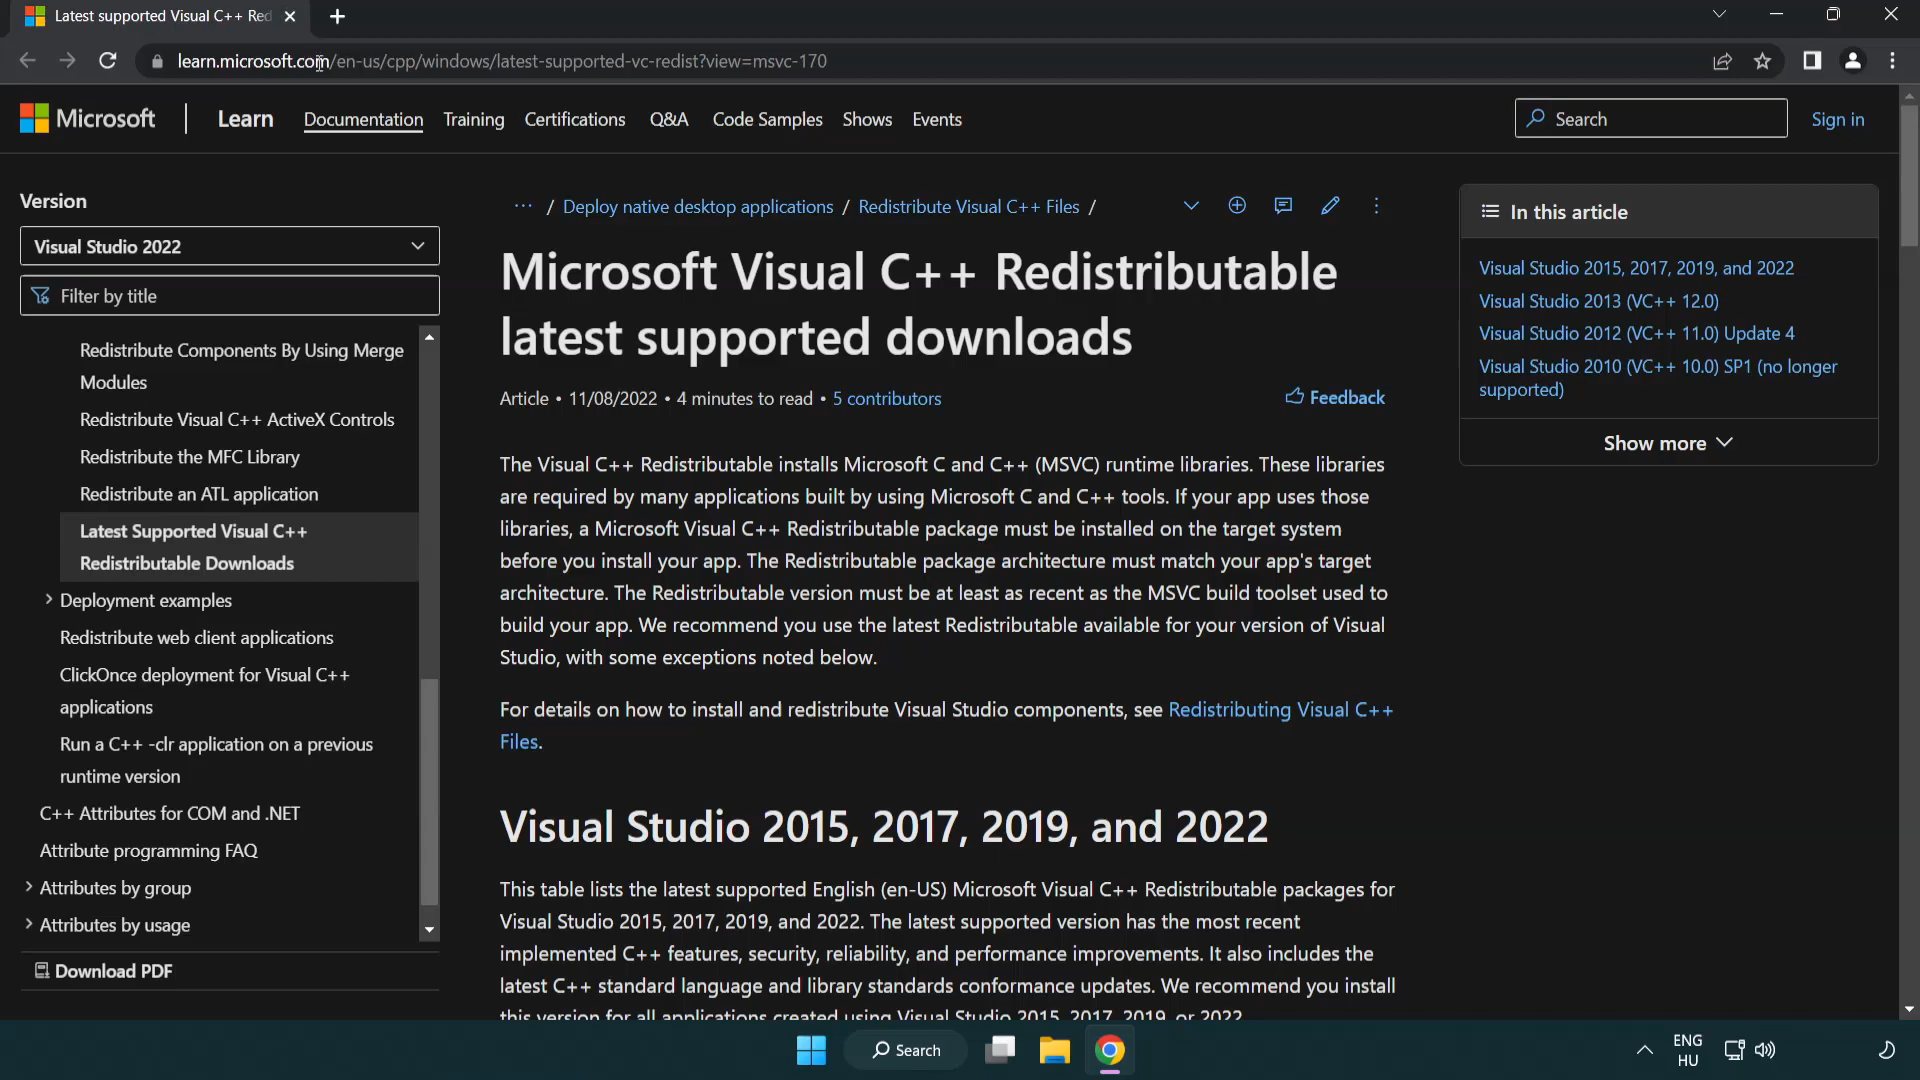 Latest supported Visual C++ Red
learn.microsoft.com/en-us/cpp/windows/latest-supported-vc-redist?view=msvc-170
Microsoft
Learn
Documentation
Training
Certifications
Q&A
Code Samples
Shows
Events
Search
Sign in
Version
Visual Studio 2022
Filter by title
Redistribute Components By Using Merge
Modules
Redistribute Visual C++ ActiveX Controls
Redistribute the MFC Library
Redistribute an ATL application
Latest Supported Visual C++
Redistributable Downloads
Deployment examples
Redistribute web client applications
ClickOnce deployment for Visual C++
applications
Run a C++ -clr application on a previous
runtime version
C++ Attributes for COM and .NET
Attribute programming FAQ
Attributes by group
Attributes by usage
Download PDF
... / Deploy native desktop applications / Redistribute Visual C++ Files /
Microsoft Visual C++ Redistributable
latest supported downloads
Article • 11/08/2022 • 4 minutes to read • 5 contributors
Feedback
The Visual C++ Redistributable installs Microsoft C and C++ (MSVC) runtime libraries. These libraries
are required by many applications built by using Microsoft C and C++ tools. If your app uses those
libraries, a Microsoft Visual C++ Redistributable package must be installed on the target system
before you install your app. The Redistributable package architecture must match your app's target
architecture. The Redistributable version must be at least as recent as the MSVC build toolset used to
build your app. We recommend you use the latest Redistributable available for your version of Visual
Studio, with some exceptions noted below.
For details on how to install and redistribute Visual Studio components, see Redistributing Visual C++
Files.
Visual Studio 2015, 2017, 2019, and 2022
This table lists the latest supported English (en-US) Microsoft Visual C++ Redistributable packages for
Visual Studio 2015, 2017, 2019, and 2022. The latest supported version has the most recent
implemented C++ features, security, reliability, and performance improvements. It also includes the
latest C++ standard language and library standards conformance updates. We recommend you install
this version for all applications created using Visual Studio 2015, 2017, 2019, or 2022.
In this article
Visual Studio 2015, 2017, 2019, and 2022
Visual Studio 2013 (VC++ 12.0)
Visual Studio 2012 (VC++ 11.0) Update 4
Visual Studio 2010 (VC++ 10.0) SP1 (no longer
supported)
Show more
Search
ENG
HU